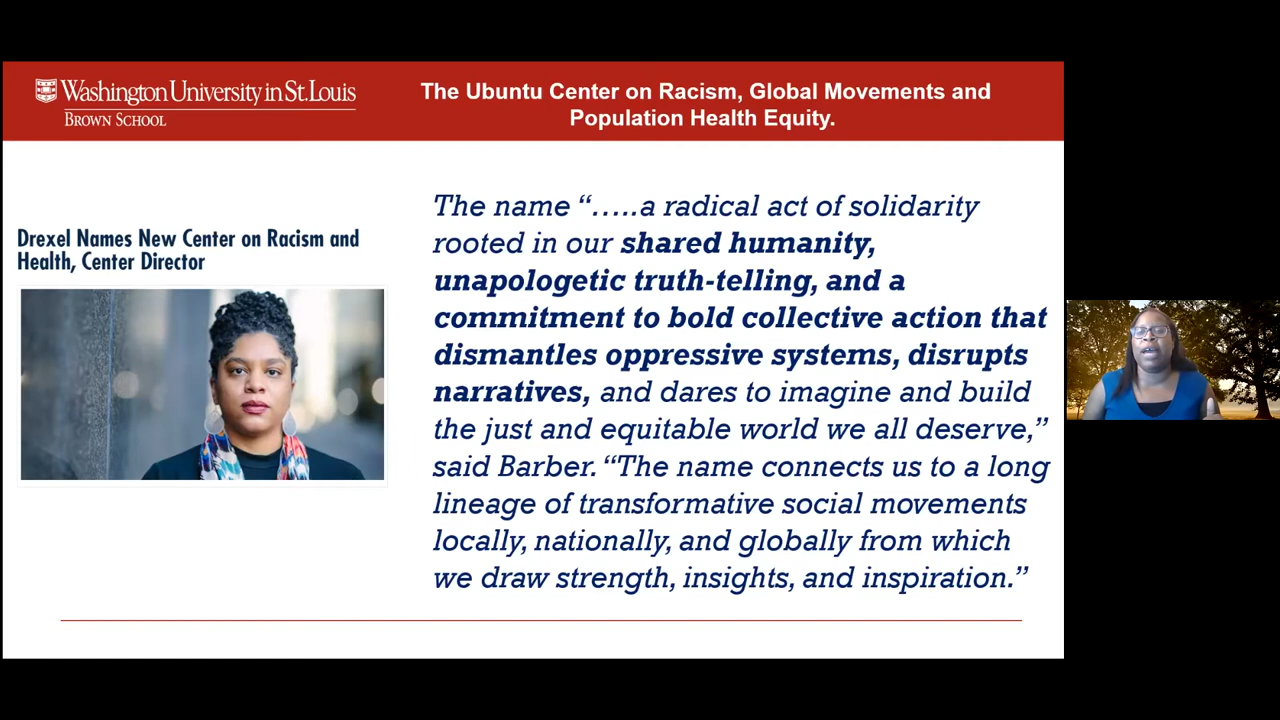 Washington University in St. Louis
BROWN SCHOOL
The Ubuntu Center on Racism, Global Movements and
Population Health Equity.
Drexel Names New Center on Racism and
Health, Center Director
The name “…..a radical act of solidarity
rooted in our shared humanity,
unapologetic truth-telling, and a
commitment to bold collective action that
dismantles oppressive systems, disrupts
narratives, and dares to imagine and build
the just and equitable world we all deserve,”
said Barber. “The name connects us to a long
lineage of transformative social movements
locally, nationally, and globally from which
we draw strength, insights, and inspiration.”